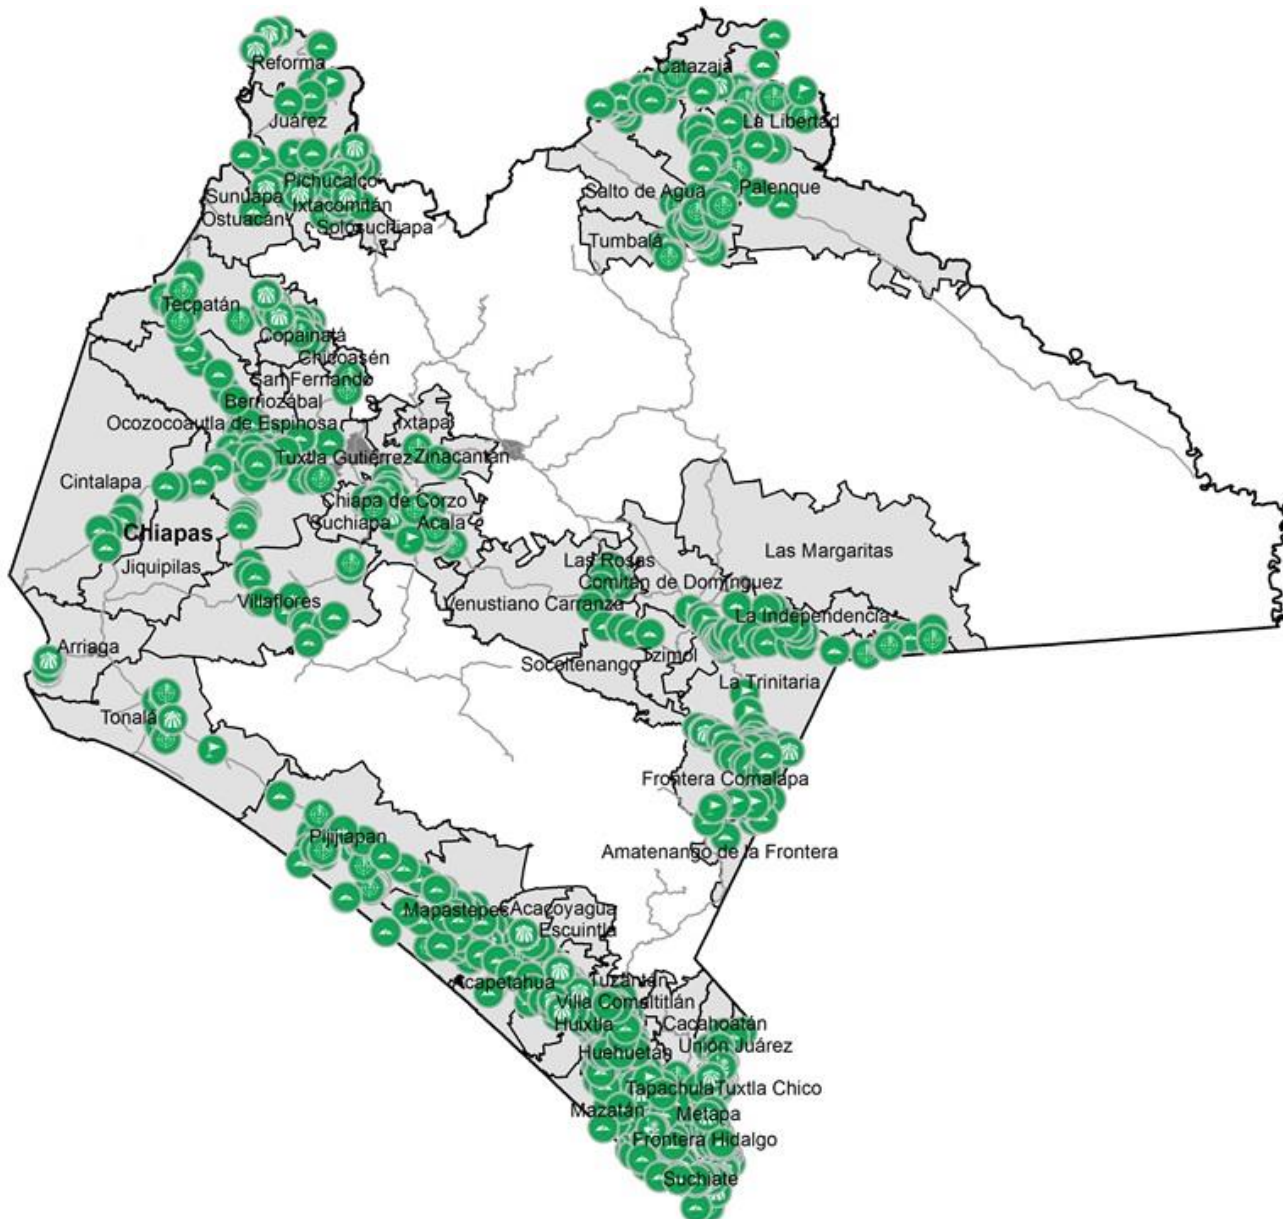 Reforma
Catazajá
Juárez
La Libertad
Pichucalco
Sunuapa
Ixtacomitán
Ostuacán
Solosuchiapa
Salto de Agua
Palenque
Tumbalá
Tecpatán
Copainalá
Chicoasén
San Fernando
Berriozábal
Ocozocoautla de Espinosa
Ixtapa
Tuxtla Gutiérrez
Zinacantán
Cintalapa
Chiapa de Corzo
Suchiapa
Acala
Chiapas
Jiquipilas
Las Margaritas
Las Rosas
Comitán de Domínguez
Villaflores
Venustiano Carranza
La Independencia
Arriaga
Socoltenango
Tzimol
La Trinitaria
Tonalá
Frontera Comalapa
Pijijiapan
Amatenango de la Frontera
Mapastepec
Acacoyagua
Escuintla
Acapetahua
Tuzantán
Villa Comaltitlán
Huixtla
Cacahoatán
Unión Juárez
Huehuetán
Tapachula
Tuxtla Chico
Mazatán
Metapa
Frontera Hidalgo
Suchiate